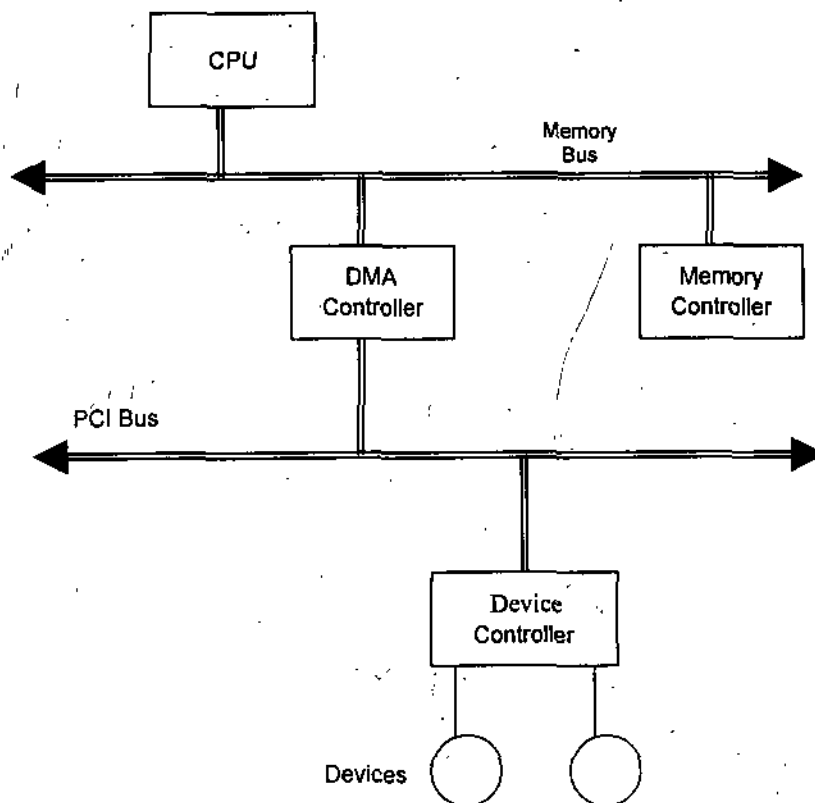 CPU
Memory
Bus
DMA
Controller
Memory
Controller
PCI Bus
Device
Controller
Devices